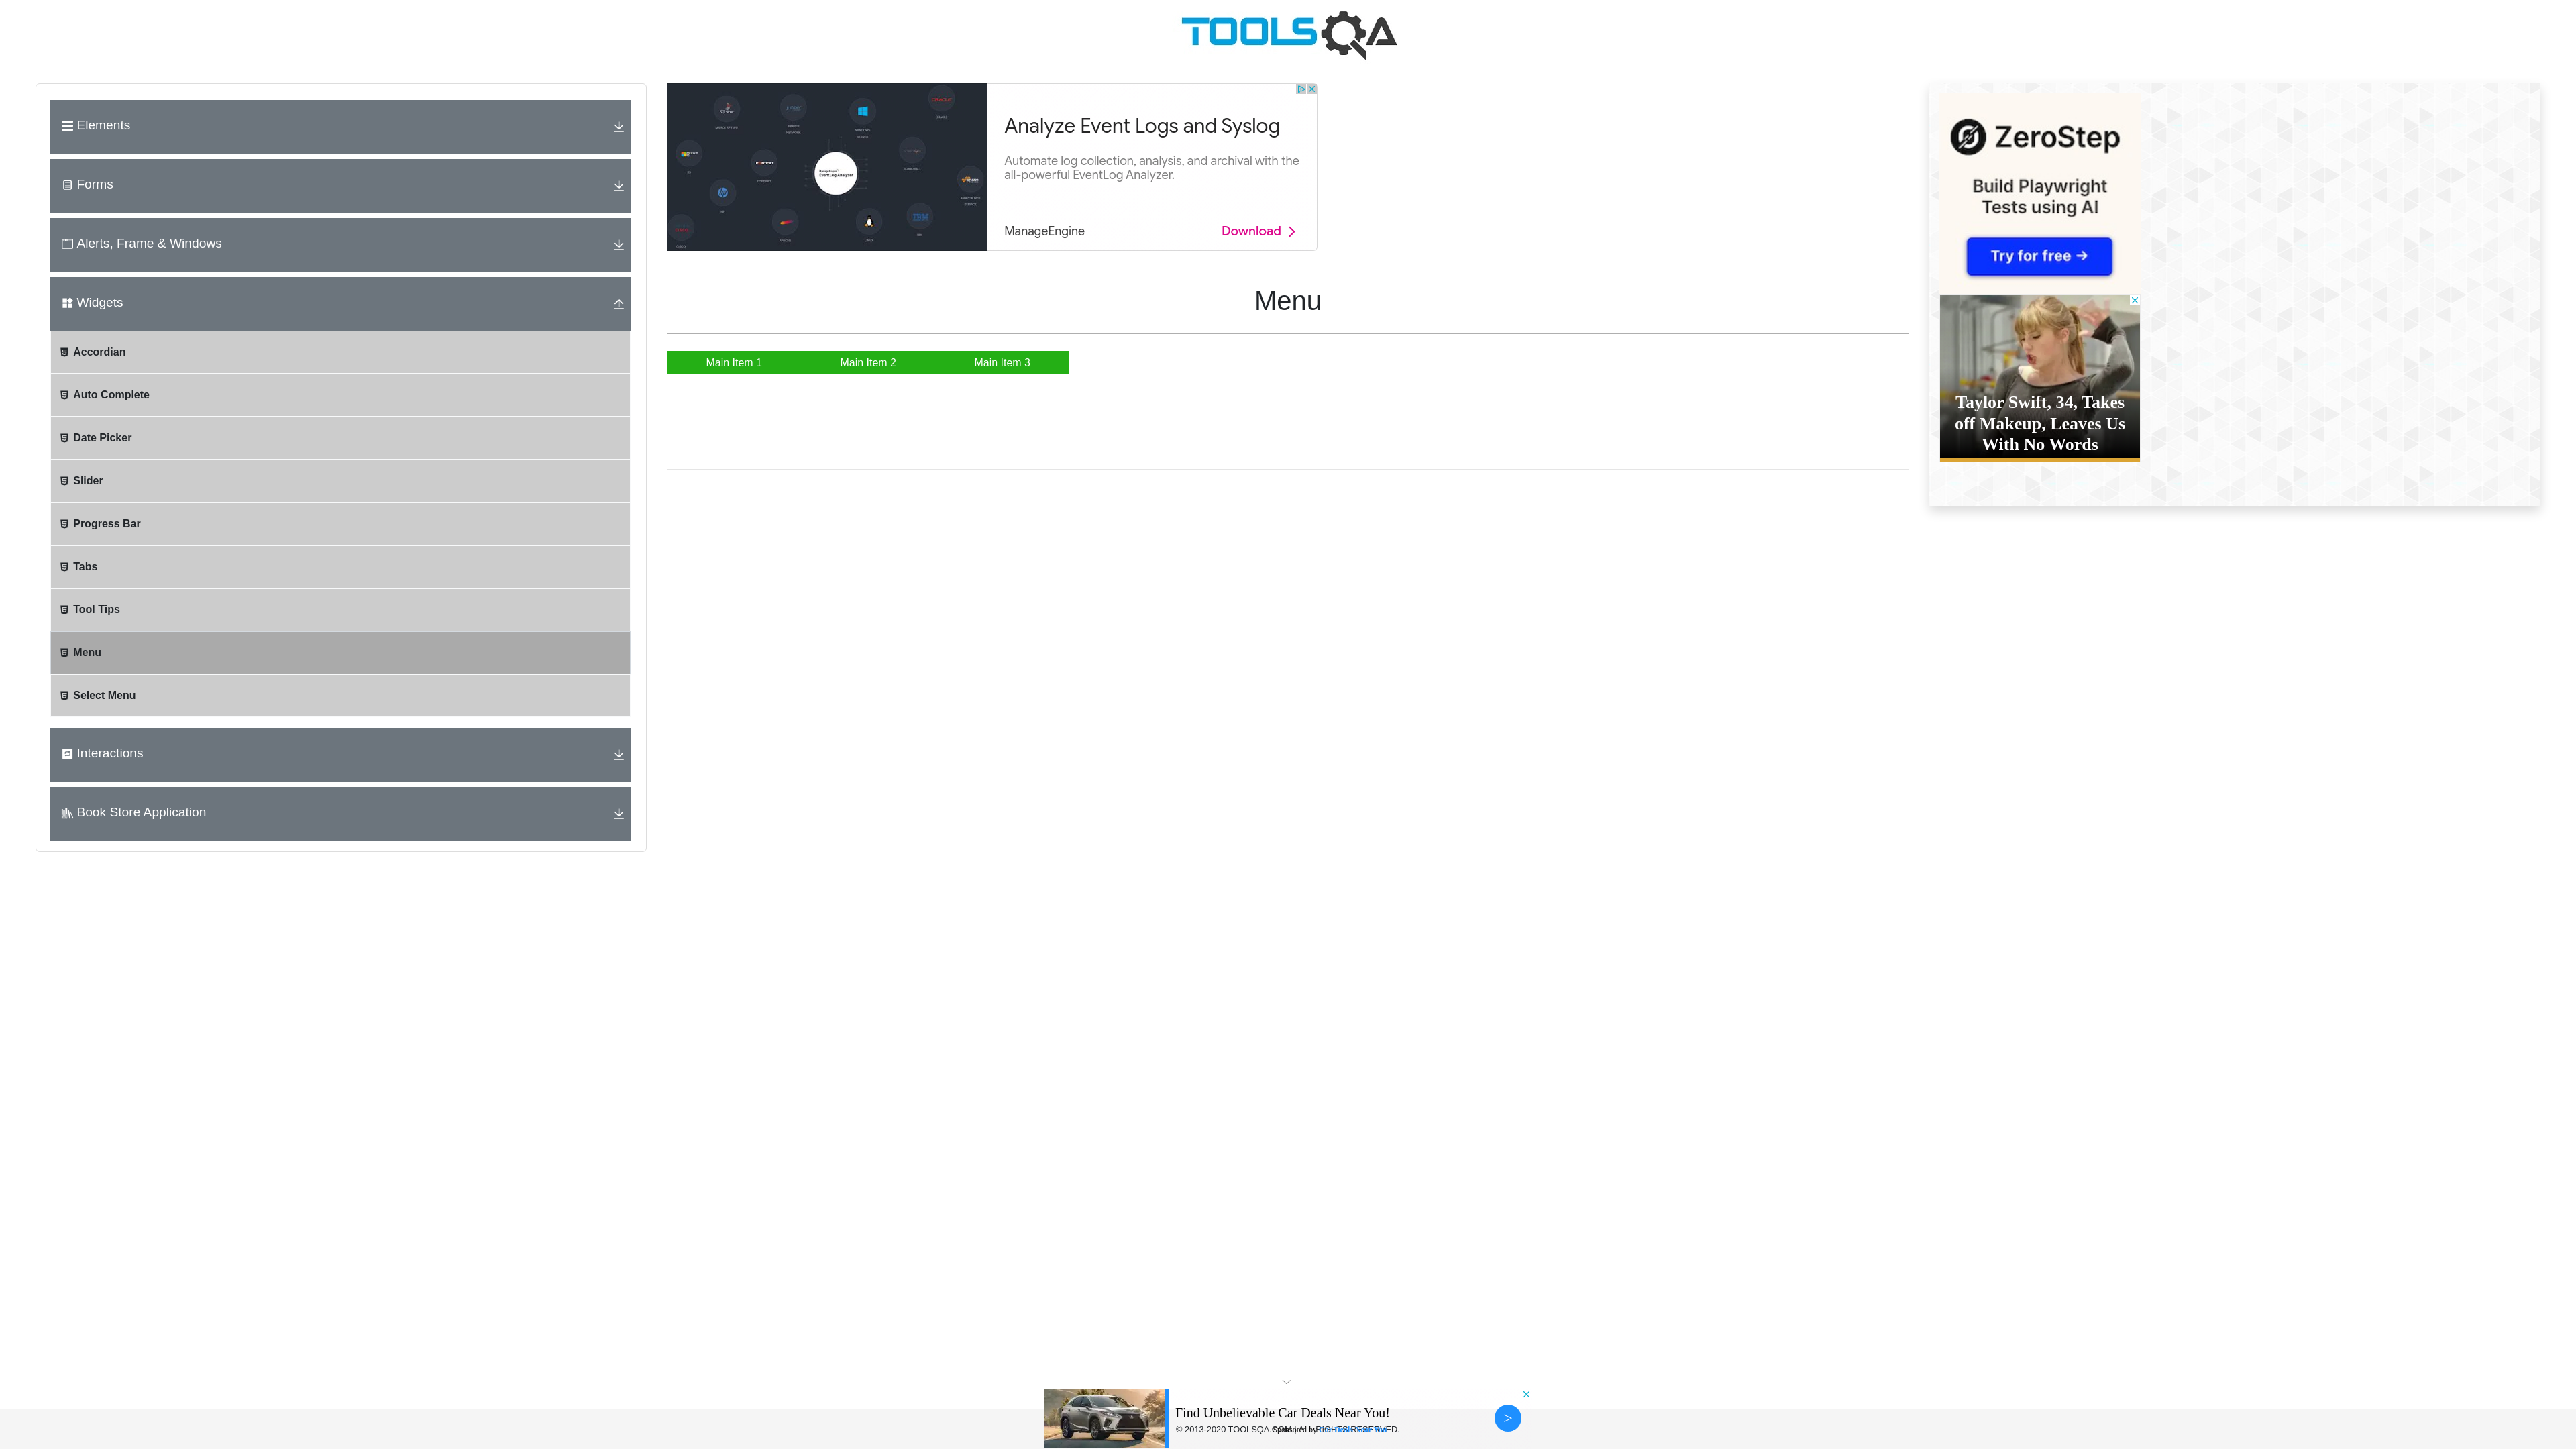 TOOLSQA
Elements
Forms
Alerts, Frame & Windows
Widgets
Accordian
Auto Complete
Date Picker
Slider
Progress Bar
Tabs
Tool Tips
Menu
Select Menu
Interactions
Book Store Application
Analyze Event Logs and Syslog
Automate log collection, analysis, and archival with the
all-powerful EventLog Analyzer.
ManageEngine
Download
Menu
Main Item 1
Main Item 2
Main Item 3
ZeroStep
Build Playwright
Tests using AI
Try for free →
Taylor Swift, 34, Takes
off Makeup, Leaves Us
With No Words
Find Unbelievable Car Deals Near You!
© 2013-2020 TOOLSQA.COM | ALL RIGHTS RESERVED.